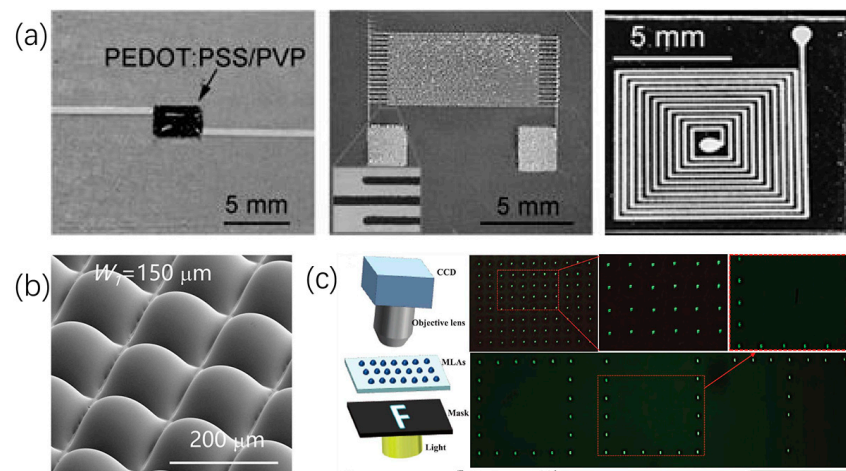 (a)
PEDOT:PSS/PVP
5 mm
5 mm
5 mm
(b)
W₁=150 μm
200 μm
(c)
CCD
Objective lens
MLAs
F
Mask
Light